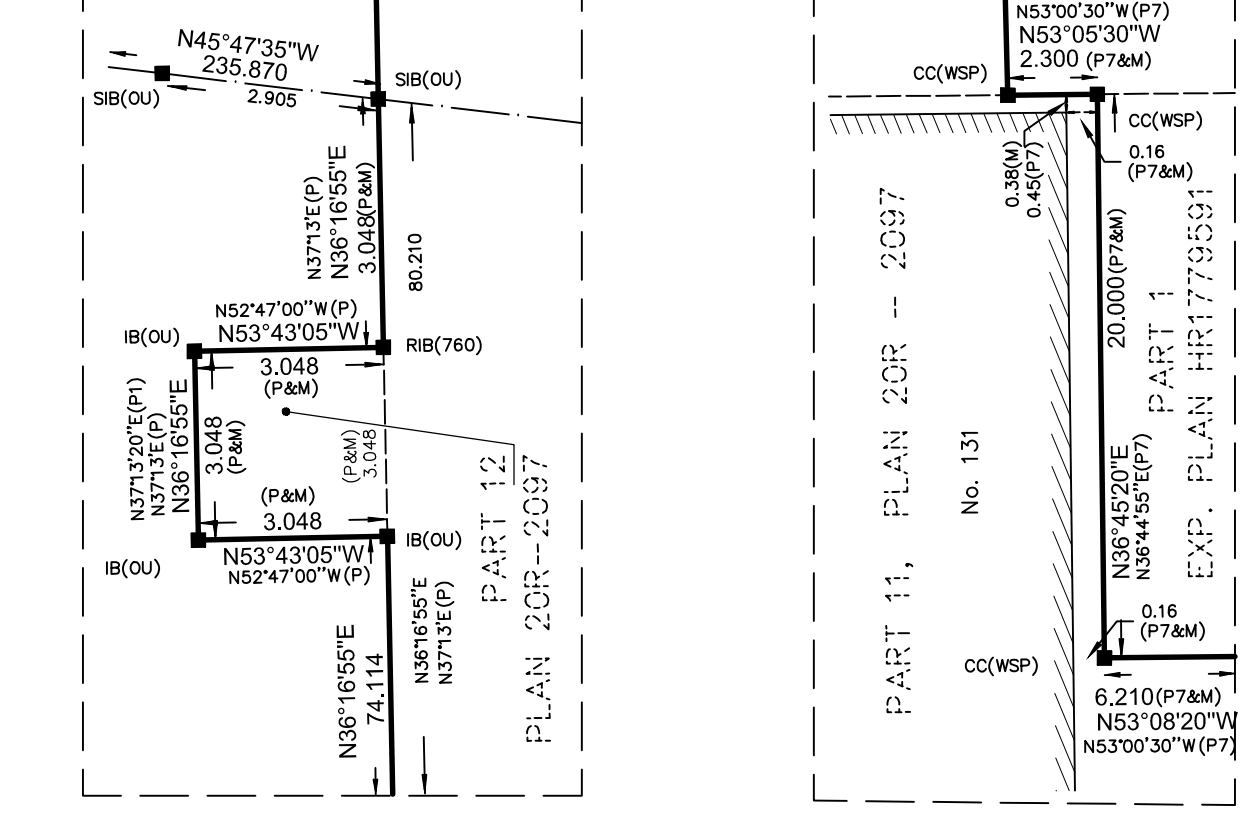 N45°47'35"W
235.870
SIB(OU)
2.905
SIB(OU)
N37°13'E(P)
N36°16'55"E
3.048(P&M)
80.210
N52°47'00"W(P)
N53°43'05"W
IB(OU)
RIB(760)
3.048
(P&M)
N37°13'20"E(P1)
N37°13'E(P)
N36°16'55"E
3.048
(P&M)
(P&M)
3.048
(P&M)
3.048
IB(OU)
IB(OU)
N53°43'05"W
N52°47'00"W(P)
PART 12
PLAN 20R--2097
N36°16'55"E
74.114
N36°16'55"E
N37°13'E(P)
N53°00'30"W(P7)
N53°05'30"W
2.300 (P7&M)
CC(WSP)
CC(WSP)
0.38(M)
0.45(P7)
0.16
(P7&M)
PART 11, PLAN 20R -- 2097
No. 131
20.000(P7&M)
N36°45'20"E
N36°44'55"E(P7)
PART 1
EXP. PLAN HR1779591
0.16
(P7&M)
CC(WSP)
6.210(P7&M)
N53°08'20"W
N53°00'30"W(P7)